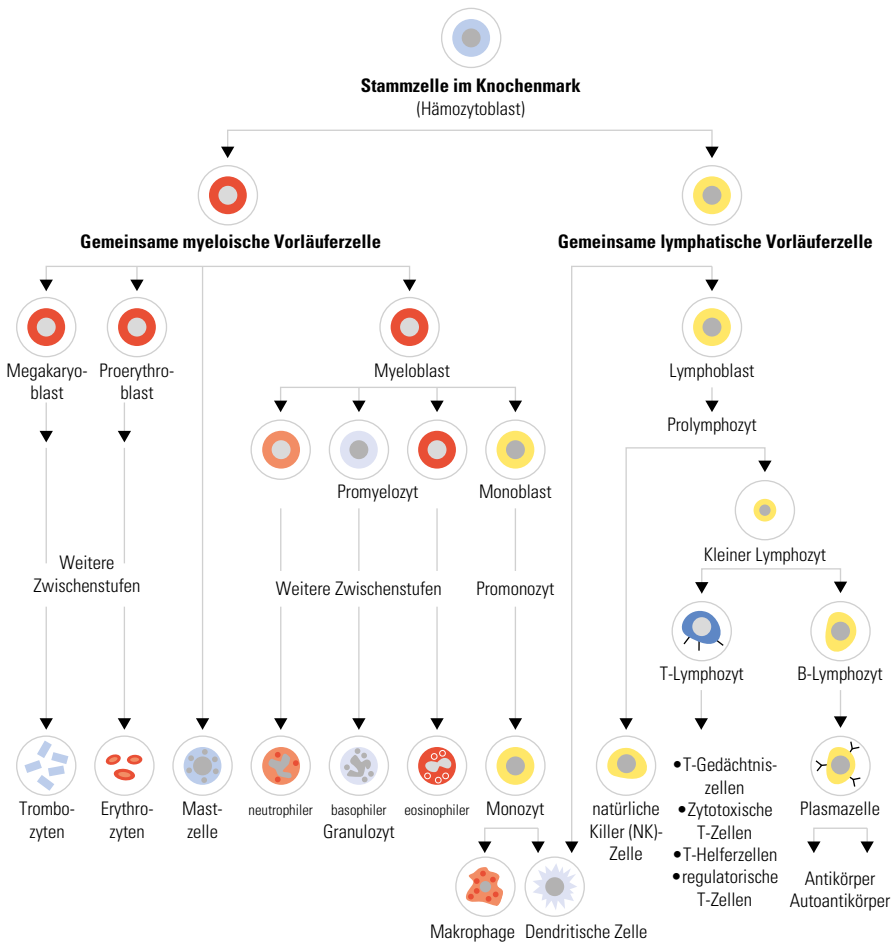 Stammzelle im Knochenmark
(Hämozytoblast)
Gemeinsame myeloische Vorläuferzelle
Gemeinsame lymphatische Vorläuferzelle
Megakaryo-
blast
Proerythro-
blast
Myeloblast
Lymphoblast
Prolymphozyt
Promyelozyt
Monoblast
Kleiner Lymphozyt
Weitere
Zwischenstufen
Weitere Zwischenstufen
Promonozyt
T-Lymphozyt
B-Lymphozyt
Trombo-
zyten
Erythro-
zyten
Mast-
zelle
neutrophiler
basophiler
eosinophiler
Granulozyt
Monozyt
natürliche
Killer (NK)-
Zelle
•T-Gedächtnis-
zellen
•Zytotoxische
T-Zellen
•T-Helferzellen
•regulatorische
T-Zellen
Plasmazelle
Antikörper
Autoantikörper
Makrophage
Dendritische Zelle